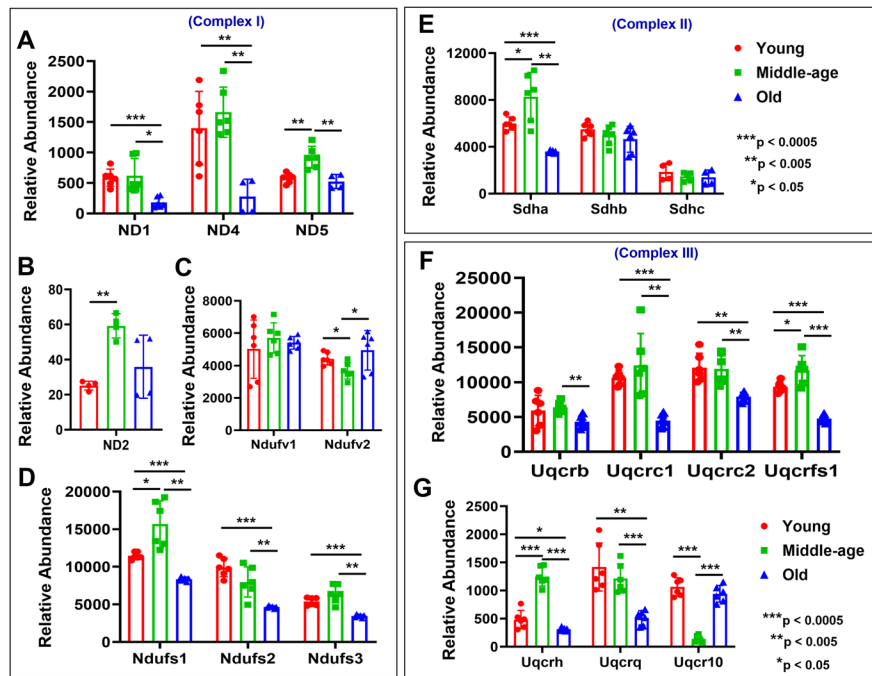 (Complex I)
A
Relative Abundance
2500
2000
1500
1000
500
0
***
*
**
**
**
**
ND1
ND4
ND5
B
Relative Abundance
80
60
40
20
0
**
ND2
C
Relative Abundance
8000
6000
4000
2000
0
*
*
Ndufv1
Ndufv2
D
Relative Abundance
20000
15000
10000
5000
0
***
*
**
***
**
***
**
Ndufs1
Ndufs2
Ndufs3
E
(Complex II)
Relative Abundance
12000
8000
4000
0
***
*
**
Sdha
Sdhb
Sdhc
Young
Middle-age
Old
***p < 0.0005
**p < 0.005
*p < 0.05
(Complex III)
F
Relative Abundance
25000
20000
15000
10000
5000
0
**
***
**
**
**
***
*
***
Uqcrb
Uqcrc1
Uqcrc2
Uqcrfs1
G
Relative Abundance
2500
2000
1500
1000
500
0
*
***
***
**
***
***
***
Uqcrh
Uqcrq
Uqcr10
Young
Middle-age
Old
***p < 0.0005
**p < 0.005
*p < 0.05